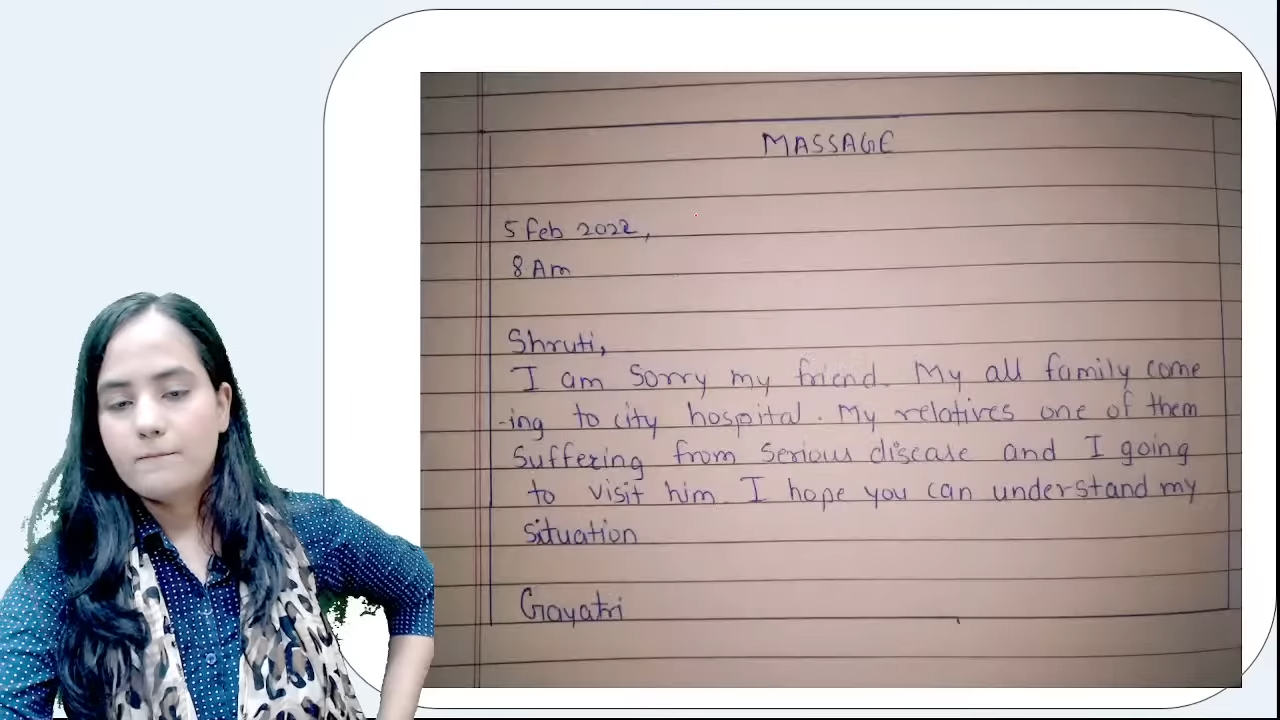 MASSAGE
5 Feb 2022,
8 Am
Shruti,
I am sorry my friend. My all family come
-ing to city hospital. My relatives one of them
suffering from serious disease and I going
to visit him. I hope you can understand my
situation
Gayatri